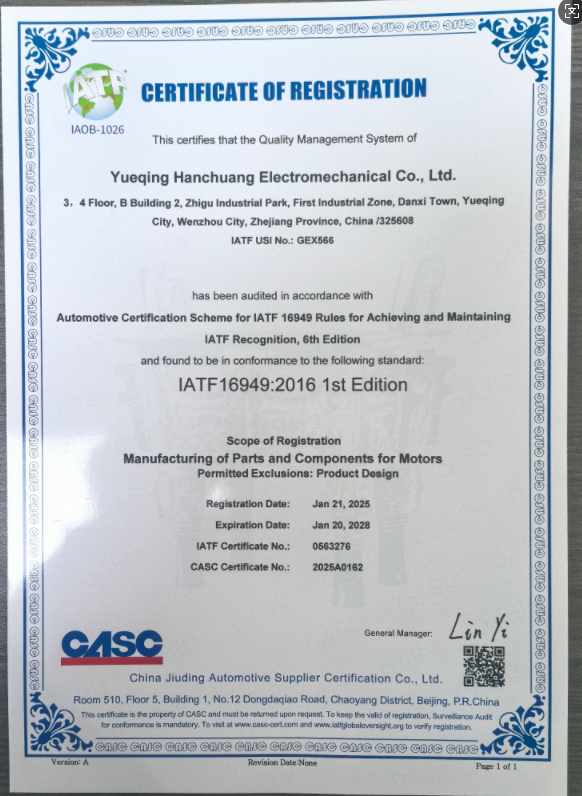 IATF
CERTIFICATE OF REGISTRATION
IAOB-1026
This certifies that the Quality Management System of
Yueqing Hanchuang Electromechanical Co., Ltd.
3，4 Floor, B Building 2, Zhigu Industrial Park, First Industrial Zone, Danxi Town, Yueqing
City, Wenzhou City, Zhejiang Province, China /325608
IATF USI No.: GEX566
has been audited in accordance with
Automotive Certification Scheme for IATF 16949 Rules for Achieving and Maintaining
IATF Recognition, 6th Edition
and found to be in conformance to the following standard:
IATF16949:2016 1st Edition
Scope of Registration
Manufacturing of Parts and Components for Motors
Permitted Exclusions: Product Design
Registration Date: Jan 21, 2025
Expiration Date: Jan 20, 2028
IATF Certificate No.: 0563276
CASC Certificate No.: 2025A0162
General Manager: Lin Yi
CASC
China Jiuding Automotive Supplier Certification Co., Ltd.
Room 510, Floor 5, Building 1, No.12 Dongdaqiao Road, Chaoyang District, Beijing, P.R.China
This certificate is the property of CASC and must be returned upon request. To keep the valid of registration, Surveillance Audit
for conformance is mandatory. To visit at www.casc-cert.com and www.iatfglobaloversight.org to verify registration.
Version: A
Revision Date:None
Page 1 of 1